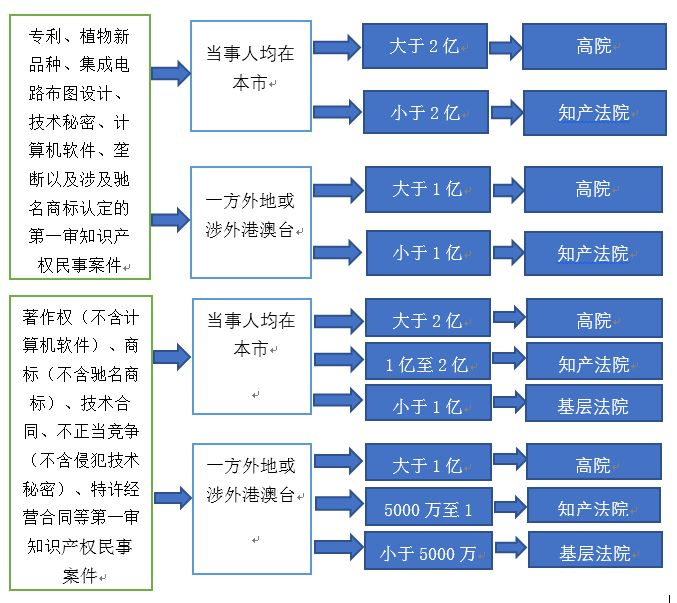 专利、植物新
品种、集成电
路布图设计、
技术秘密、计
算机软件、垄
断以及涉及驰
名商标认定的
第一审知识产
权民事案件
当事人均在
本市
大于 2 亿
高院
小于 2 亿
知产法院
一方外地或
涉外港澳台
大于 1 亿
高院
小于 1 亿
知产法院
著作权（不含计
算机软件）、商
标（不含驰名商
标）、技术合
同、不正当竞争
（不含侵犯技术
秘密）、特许经
营合同等第一审
知识产权民事
案件
当事人均在
本市
大于 2 亿
高院
1 亿至 2 亿
知产法院
小于 1 亿
基层法院
一方外地或
涉外港澳台
大于 1 亿
高院
5000 万至 1
知产法院
小于 5000 万
基层法院